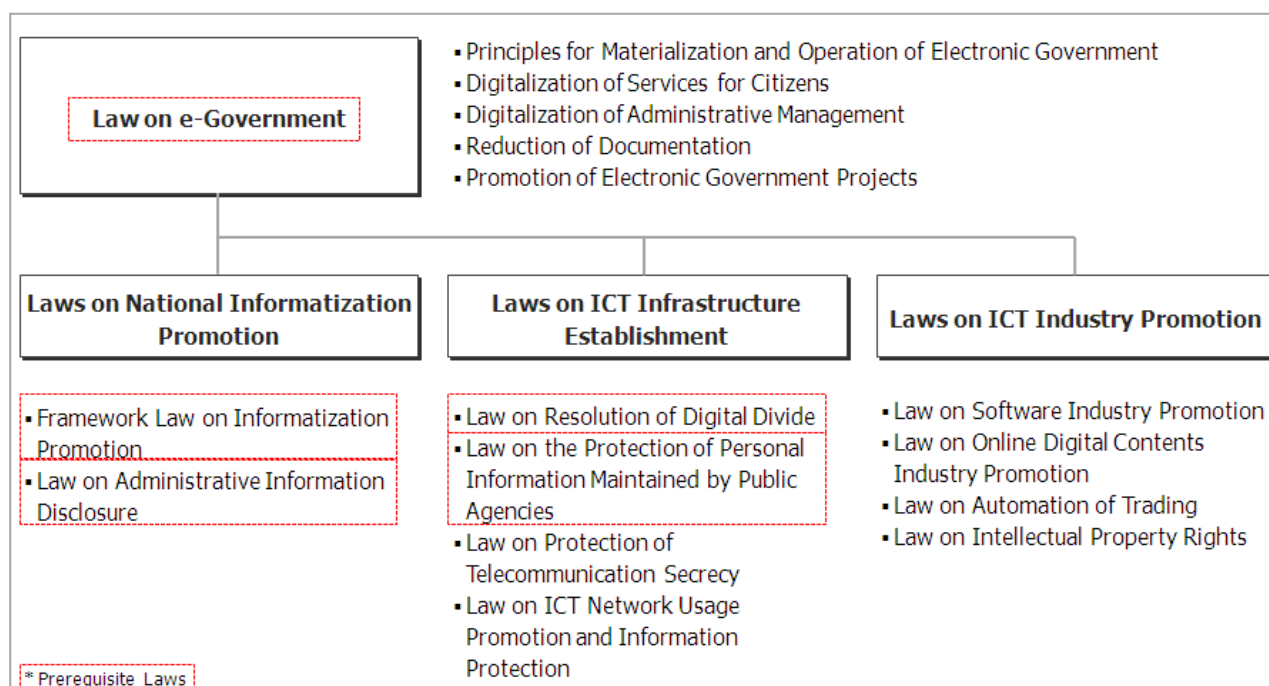 Law on e-Government
▪ Principles for Materialization and Operation of Electronic Government
▪ Digitalization of Services for Citizens
▪ Digitalization of Administrative Management
▪ Reduction of Documentation
▪ Promotion of Electronic Government Projects
Laws on National Informatization
Promotion
▪ Framework Law on Informatization
Promotion
▪ Law on Administrative Information
Disclosure
Laws on ICT Infrastructure
Establishment
▪ Law on Resolution of Digital Divide
▪ Law on the Protection of Personal
Information Maintained by Public
Agencies
▪ Law on Protection of
Telecommunication Secrecy
▪ Law on ICT Network Usage
Promotion and Information
Protection
Laws on ICT Industry Promotion
▪ Law on Software Industry Promotion
▪ Law on Online Digital Contents
Industry Promotion
▪ Law on Automation of Trading
▪ Law on Intellectual Property Rights
* Prerequisite Laws